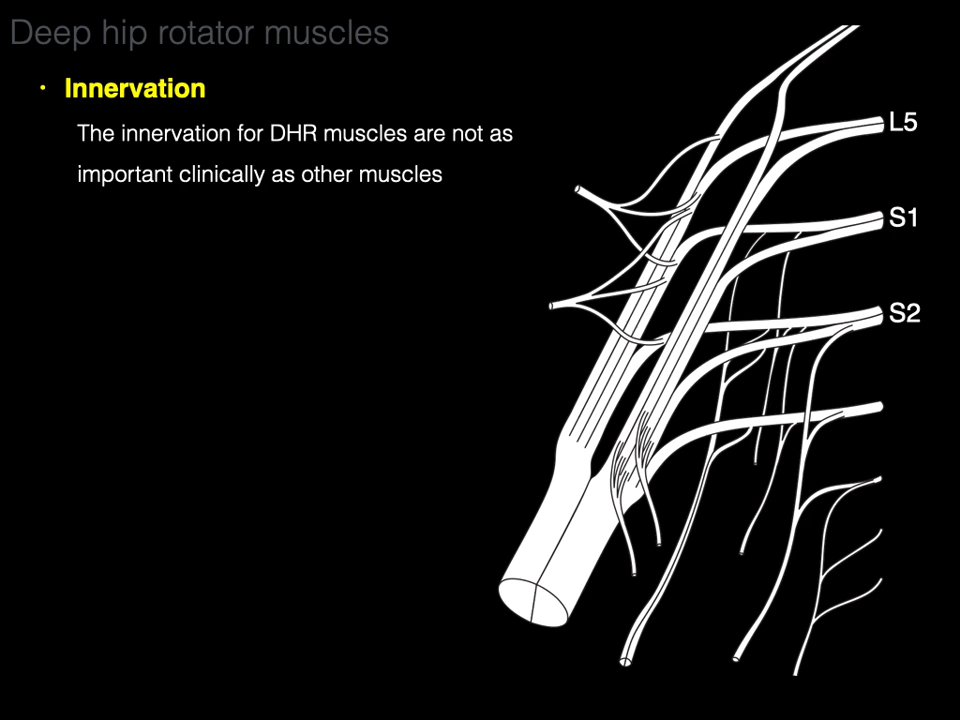 Deep hip rotator muscles
• Innervation
The innervation for DHR muscles are not as
important clinically as other muscles
L5
S1
S2